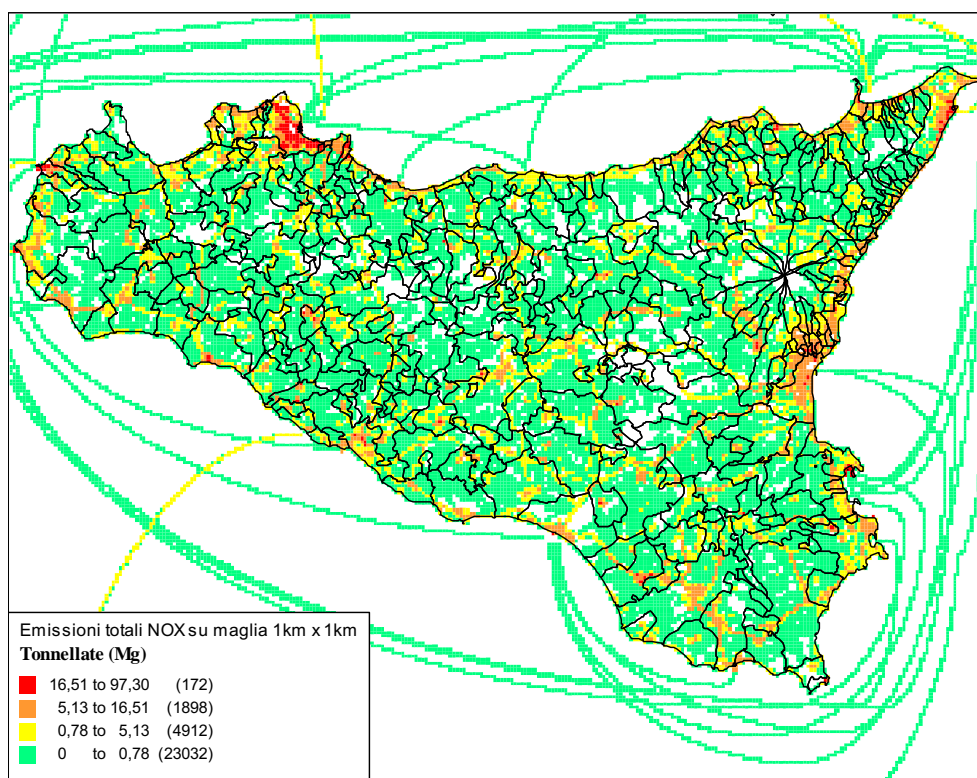 Emissioni totali NOX su maglia 1km x 1km
Tonnellate (Mg)
16,51 to 97,30 (172)
5,13 to 16,51 (1898)
0,78 to 5,13 (4912)
0 to 0,78 (23032)